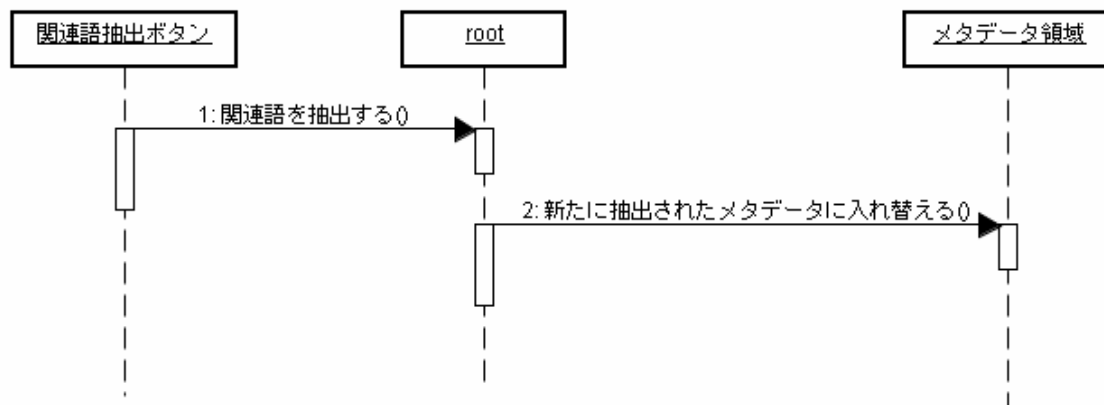 関連語抽出ボタン
root
メタデータ領域
1: 関連語を抽出する()
2: 新たに抽出されたメタデータに入れ替える()